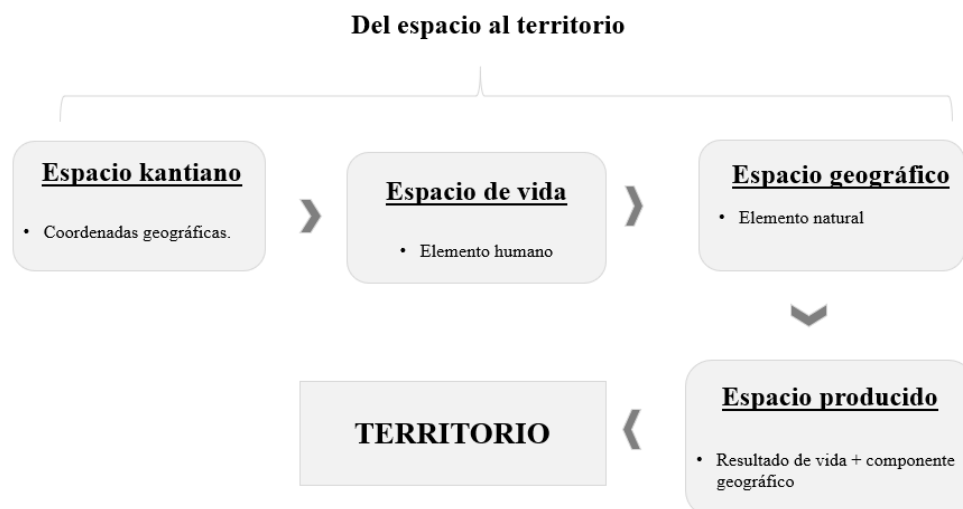 Del espacio al territorio
Espacio kantiano
• Coordenadas geográficas.
Espacio de vida
• Elemento humano
Espacio geográfico
• Elemento natural
Espacio producido
• Resultado de vida + componente
geográfico
TERRITORIO